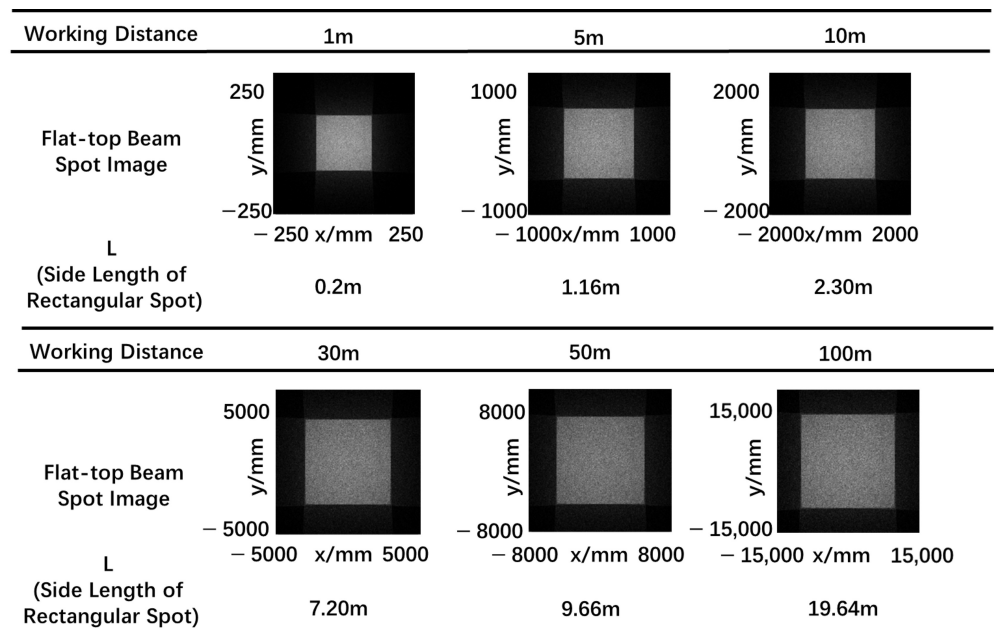 Working Distance 1m 5m 10m
250 1000 2000
Flat-top Beam
Spot Image
y/mm y/mm y/mm
−250 −1000 −2000
−250 x/mm 250 −1000x/mm 1000 −2000x/mm 2000
L
(Side Length of
Rectangular Spot)
0.2m 1.16m 2.30m
Working Distance 30m 50m 100m
5000 8000 15,000
Flat-top Beam
Spot Image
y/mm y/mm y/mm
−5000 −8000 −15,000
−5000 x/mm 5000 −8000 x/mm 8000 −15,000 x/mm 15,000
L
(Side Length of
Rectangular Spot)
7.20m 9.66m 19.64m